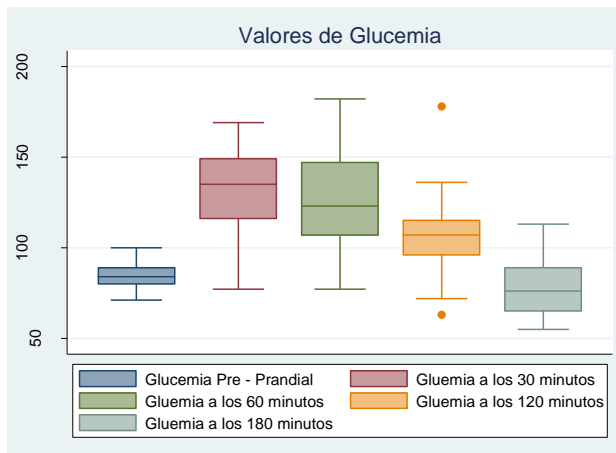 Valores de Glucemia
200
150
100
50
Glucemia Pre - Prandial
Gluemia a los 30 minutos
Gluemia a los 60 minutos
Gluemia a los 120 minutos
Gluemia a los 180 minutos